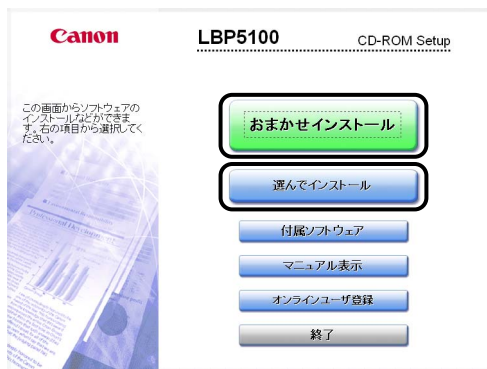 Canon
LBP5100
CD-ROM Setup
この画面からソフトウェアの
インストールなどができま
す。右の項目から選択してく
ださい。
おまかせインストール
選んでインストール
付属ソフトウェア
マニュアル表示
オンラインユーザ登録
終了